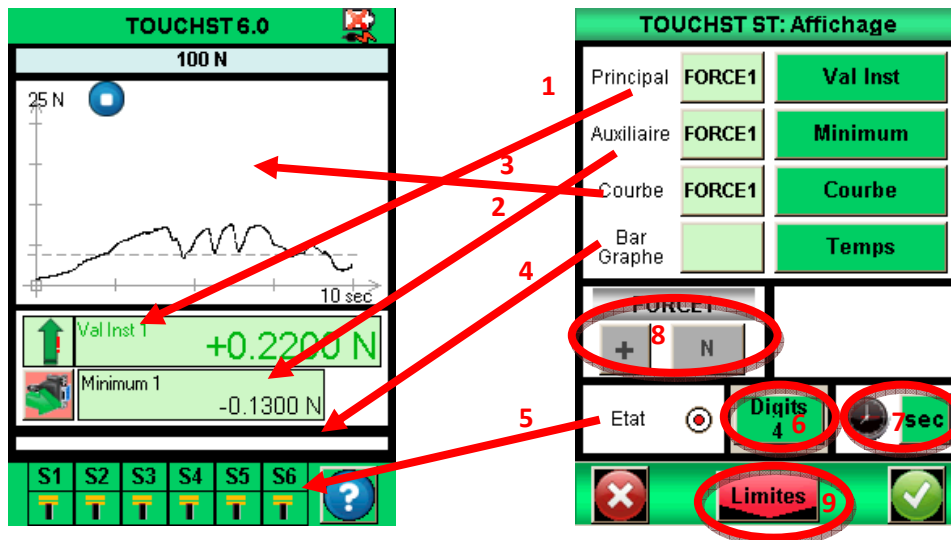 TOUCHST 6.0
100 N
25 N
10 sec
Val Inst 1
+0.2200 N
Minimum 1
-0.1300 N
S1 S2 S3 S4 S5 S6
?
1
3
2
4
5
TOUCHST ST: Affichage
Principal FORCE1 Val Inst
Auxiliaire FORCE1 Minimum
Courbe FORCE1 Courbe
Bar
Graphe
Temps
FORCE1
+ 8 N
Etat
Digits
4 6
7 sec
Limites 9